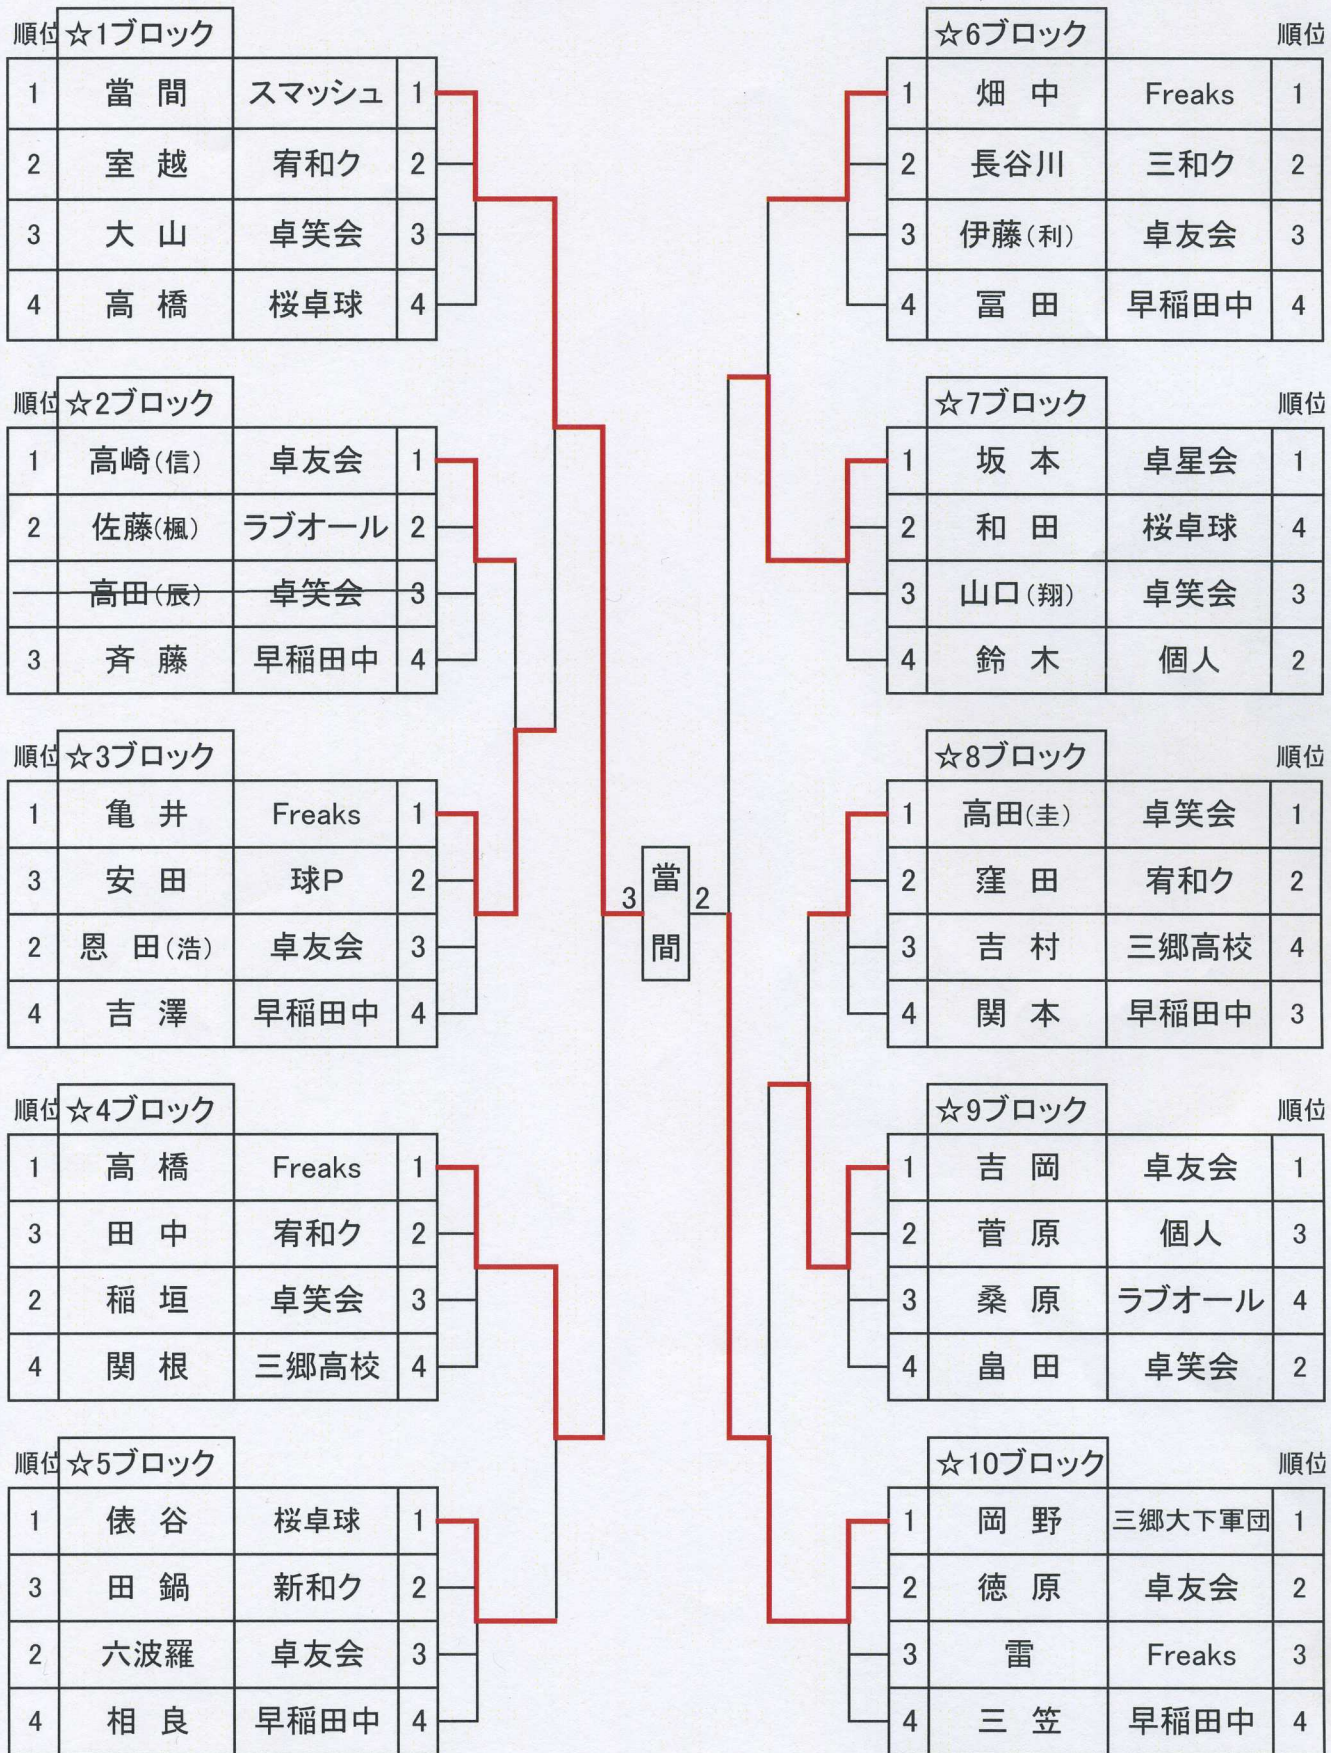 順位 ☆1ブロック
1 當間 スマッシュ 1
2 室越 宥和ク 2
3 大山 卓笑会 3
4 高橋 桜卓球 4
順位 ☆2ブロック
1 高崎(信) 卓友会 1
2 佐藤(楓) ラブオール 2
高田(辰) 卓笑会 3
3 斉藤 早稲田中 4
順位 ☆3ブロック
1 亀井 Freaks 1
3 安田 球P 2
2 恩田(浩) 卓友会 3
4 吉澤 早稲田中 4
順位 ☆4ブロック
1 高橋 Freaks 1
3 田中 宥和ク 2
2 稲垣 卓笑会 3
4 関根 三郷高校 4
順位 ☆5ブロック
1 俵谷 桜卓球 1
3 田鍋 新和ク 2
2 六波羅 卓友会 3
4 相良 早稲田中 4
3 當間 2
☆6ブロック 順位
1 畑中 Freaks 1
2 長谷川 三和ク 2
3 伊藤(利) 卓友会 3
4 冨田 早稲田中 4
☆7ブロック 順位
1 坂本 卓星会 1
2 和田 桜卓球 4
3 山口(翔) 卓笑会 3
4 鈴木 個人 2
☆8ブロック 順位
1 高田(圭) 卓笑会 1
2 窪田 宥和ク 2
3 吉村 三郷高校 4
4 関本 早稲田中 3
☆9ブロック 順位
1 吉岡 卓友会 1
2 菅原 個人 3
3 桑原 ラブオール 4
4 畠田 卓笑会 2
☆10ブロック 順位
1 岡野 三郷大下軍団 1
2 徳原 卓友会 2
3 雷 Freaks 3
4 三笠 早稲田中 4